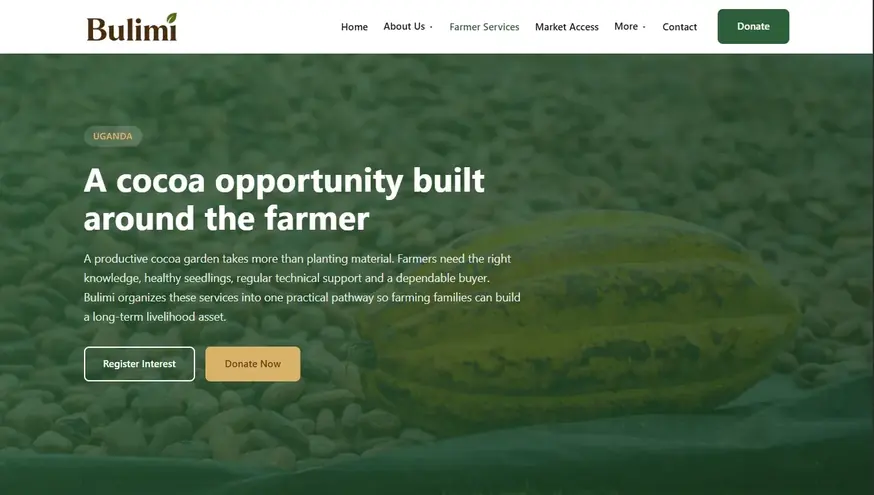 Bulimi
Home
About Us
Farmer Services
Market Access
More
Contact
Donate
UGANDA
A cocoa opportunity built
around the farmer
A productive cocoa garden takes more than planting material. Farmers need the right
knowledge, healthy seedlings, regular technical support and a dependable buyer.
Bulimi organizes these services into one practical pathway so farming families can build
a long-term livelihood asset.
Register Interest
Donate Now